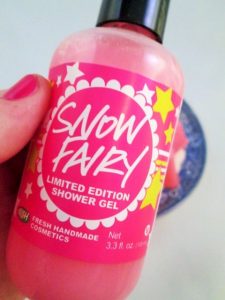 SNOW
FAIRY
LIMITED EDITION
SHOWER GEL
FRESH HANDMADE
COSMETICS
Net
3.3 fl. oz